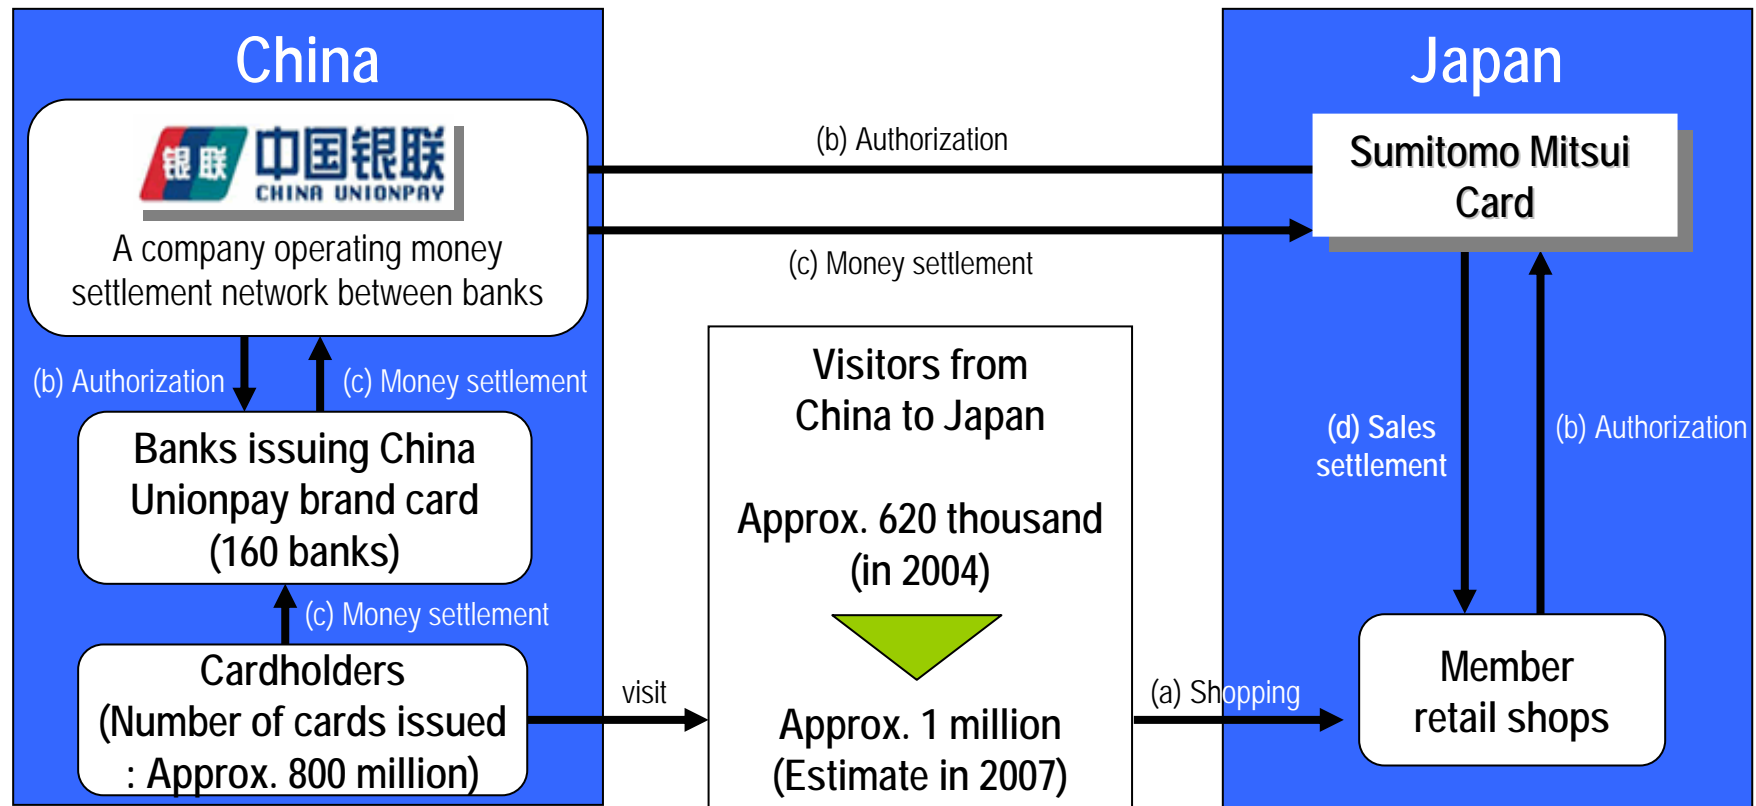 China
银联 中国银联
CHINA UNIONPAY
A company operating money
settlement network between banks
(b) Authorization
(c) Money settlement
Banks issuing China
Unionpay brand card
(160 banks)
(c) Money settlement
Cardholders
(Number of cards issued
: Approx. 800 million)
(b) Authorization
(c) Money settlement
visit
Visitors from
China to Japan
Approx. 620 thousand
(in 2004)
Approx. 1 million
(Estimate in 2007)
(a) Shopping
Japan
Sumitomo Mitsui
Card
(d) Sales
settlement
(b) Authorization
Member
retail shops